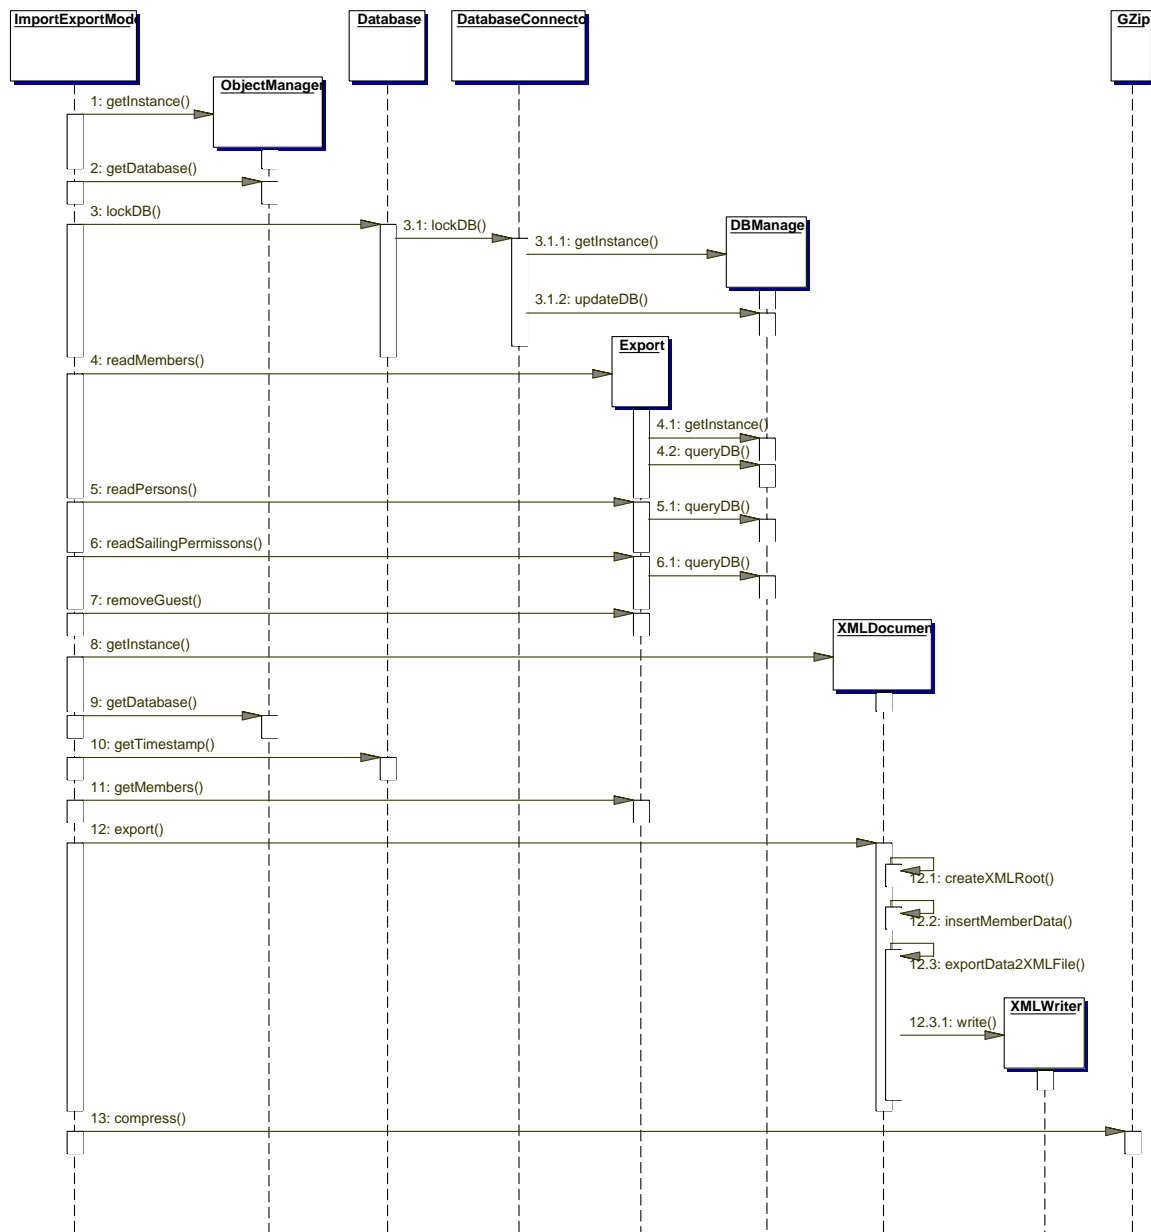 ImportExportMode
Database
DatabaseConnecto
GZip
ObjectManager
1: getInstance()
2: getDatabase()
3: lockDB()
3.1: lockDB()
DBManage
3.1.1: getInstance()
3.1.2: updateDB()
Export
4: readMembers()
4.1: getInstance()
4.2: queryDB()
5: readPersons()
5.1: queryDB()
6: readSailingPermissons()
6.1: queryDB()
7: removeGuest()
XMLDocumen
8: getInstance()
9: getDatabase()
10: getTimestamp()
11: getMembers()
12: export()
12.1: createXMLRoot()
12.2: insertMemberData()
12.3: exportData2XMLFile()
XMLWriter
12.3.1: write()
13: compress()